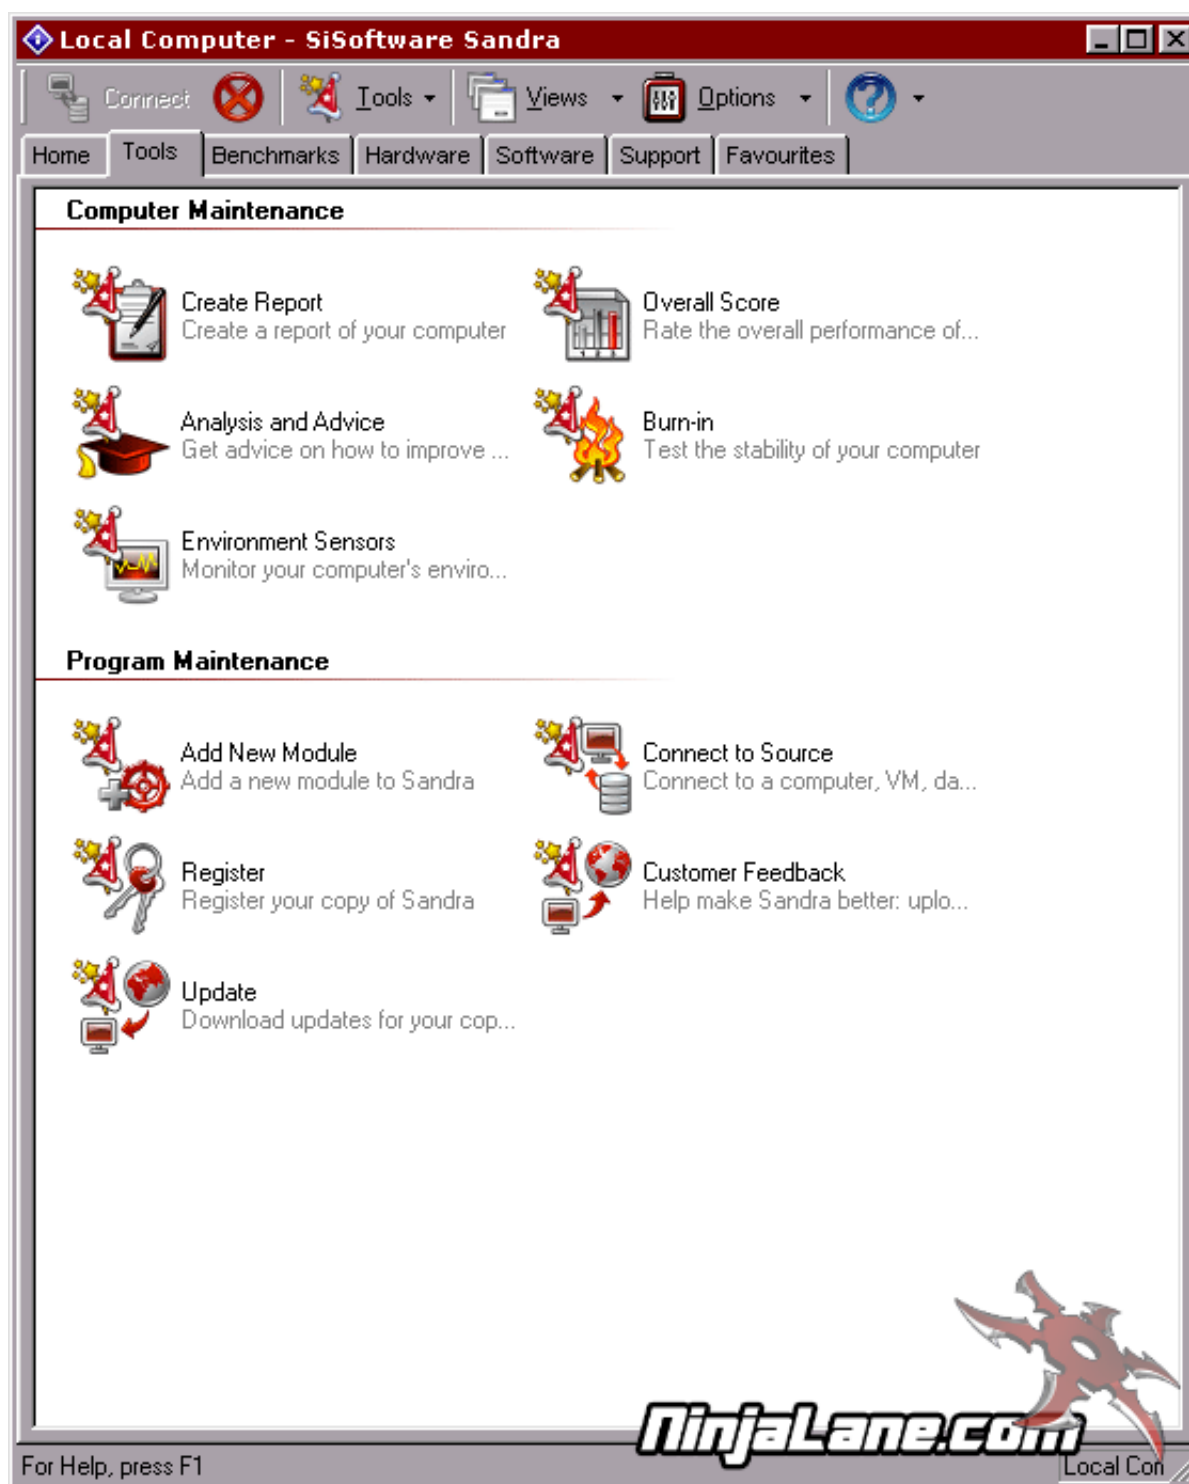 Local Computer - SiSoftware Sandra
Connect Tools Views Options
Home Tools Benchmarks Hardware Software Support Favourites
Computer Maintenance
Create Report
Create a report of your computer
Overall Score
Rate the overall performance of...
Analysis and Advice
Get advice on how to improve ...
Burn-in
Test the stability of your computer
Environment Sensors
Monitor your computer's enviro...
Program Maintenance
Add New Module
Add a new module to Sandra
Connect to Source
Connect to a computer, VM, da...
Register
Register your copy of Sandra
Customer Feedback
Help make Sandra better: uplo...
Update
Download updates for your cop...
NinjaLane.com
For Help, press F1
Local Con